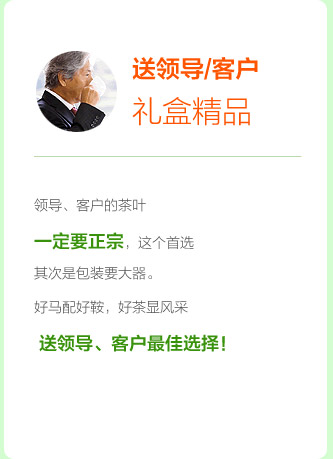 送领导/客户
礼盒精品
领导、客户的茶叶
一定要正宗，这个首选
其次是包装要大器。
好马配好鞍，好茶显风采
送领导、客户最佳选择！